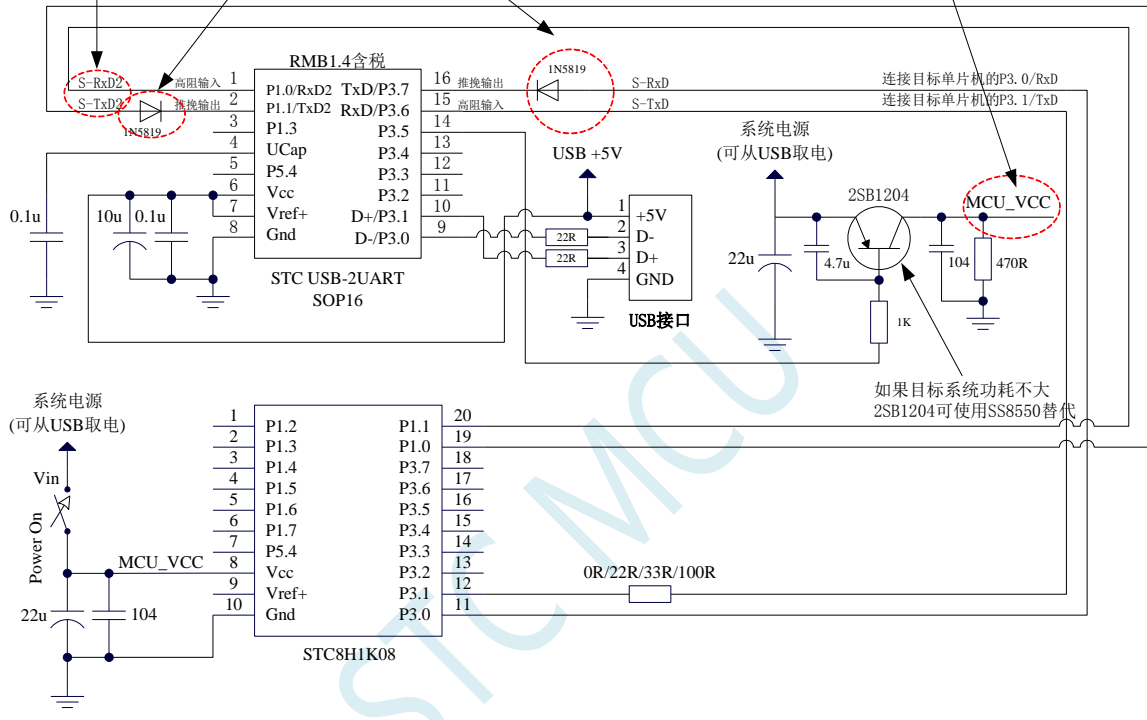 RMB1.4含税
S-RxD2
高阻输入
1
P1.0/RxD2
TxD/P3.7
16
推挽输出
1N5819
S-RxD
连接目标单片机的P3.0/RxD
S-TxD2
推挽输出
2
P1.1/TxD2
RxD/P3.6
15
高阻输入
S-TxD
连接目标单片机的P3.1/TxD
1N5819
3
P1.3
P3.5
14
4
UCap
P3.4
13
5
P5.4
P3.3
12
6
Vcc
P3.2
11
7
Vref+
D+/P3.1
10
8
Gnd
D-/P3.0
9
0.1u
10u
0.1u
STC USB-2UART
SOP16
USB +5V
22R
22R
1
+5V
2
D-
3
D+
4
GND
USB接口
系统电源
(可从USB取电)
2SB1204
MCU_VCC
22u
4.7u
104
470R
1K
如果目标系统功耗不大
2SB1204可使用SS8550替代
系统电源
(可从USB取电)
Vin
Power On
MCU_VCC
22u
104
1
P1.2
P1.1
20
2
P1.3
P1.0
19
3
P1.4
P3.7
18
4
P1.5
P3.6
17
5
P1.6
P3.5
16
6
P1.7
P3.4
15
7
P5.4
P3.3
14
8
Vcc
P3.2
13
9
Vref+
P3.1
12
10
Gnd
P3.0
11
0R/22R/33R/100R
STC8H1K08
STC MCU